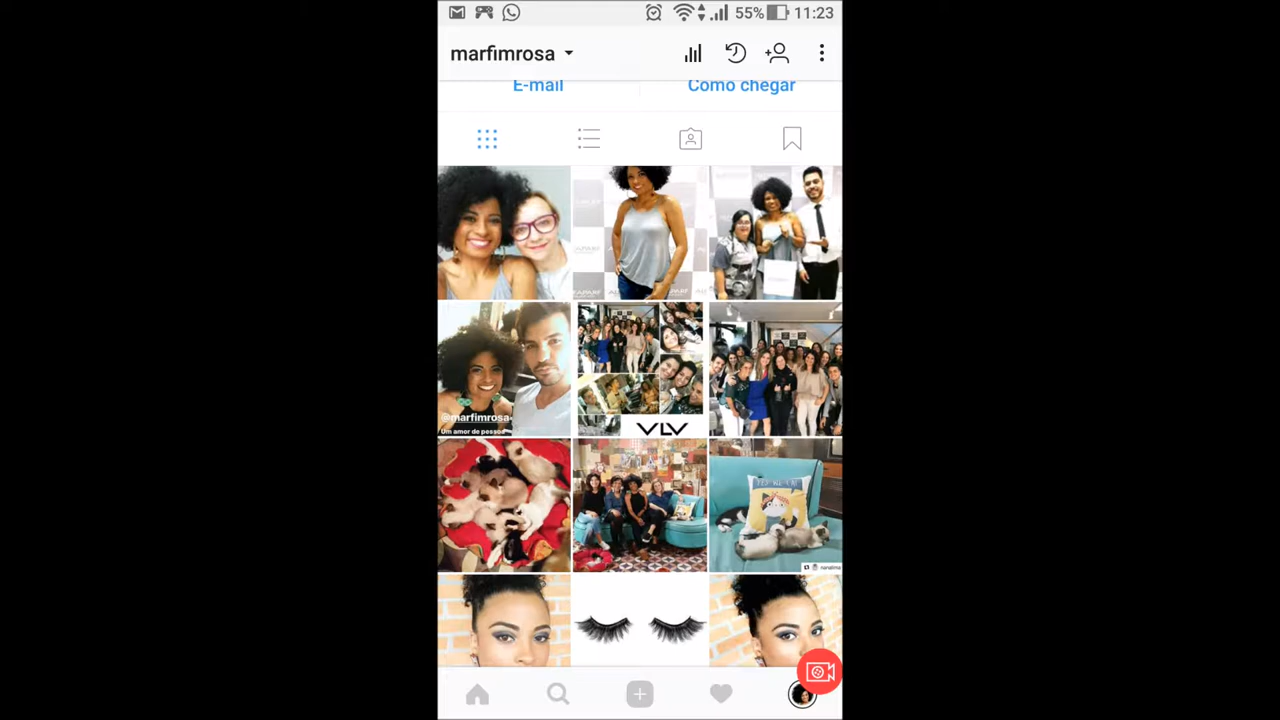 55% 11:23
marfimrosa
E-mail
Como chegar
@marfimrosa
Um amor de pessoa
VLV